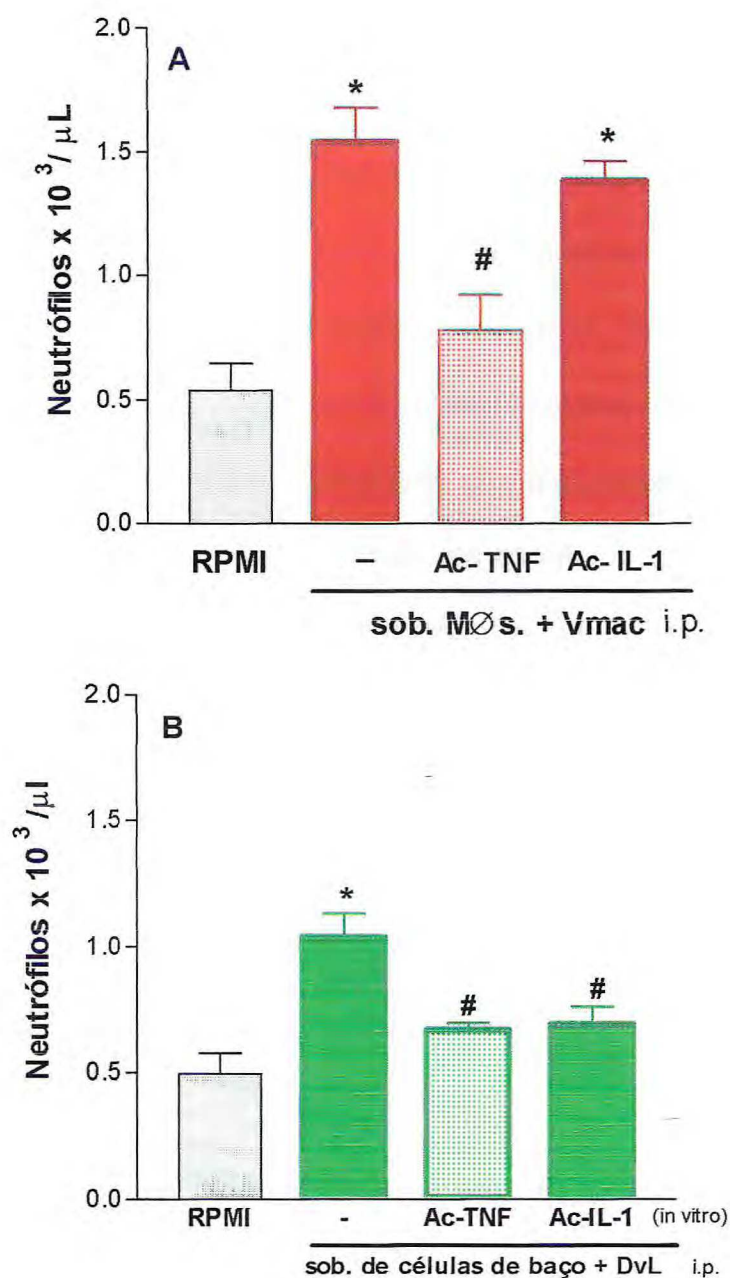 A
Neutrófilos x 10 3/ μL
2.0
1.5
1.0
0.5
0.0
*
#
*
RPMI – Ac- TNF Ac- IL-1
sob. MØs. + Vmac i.p.
B
Neutrófilos x 10 3 /μl
2.0
1.5
1.0
0.5
0.0
*
#
#
RPMI - Ac-TNF Ac-IL-1 (in vitro)
sob. de células de baço + DvL i.p.